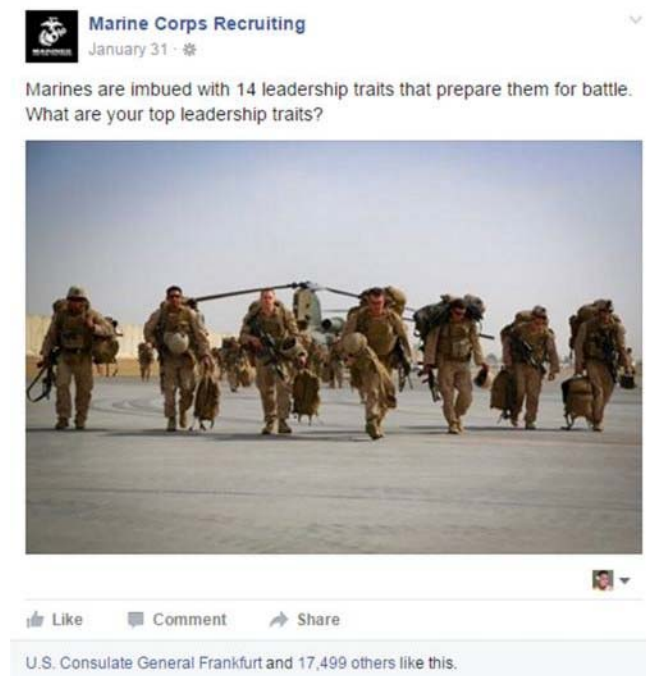 Marine Corps Recruiting
January 31
Marines are imbued with 14 leadership traits that prepare them for battle.
What are your top leadership traits?
Like Comment Share
U.S. Consulate General Frankfurt and 17,499 others like this.